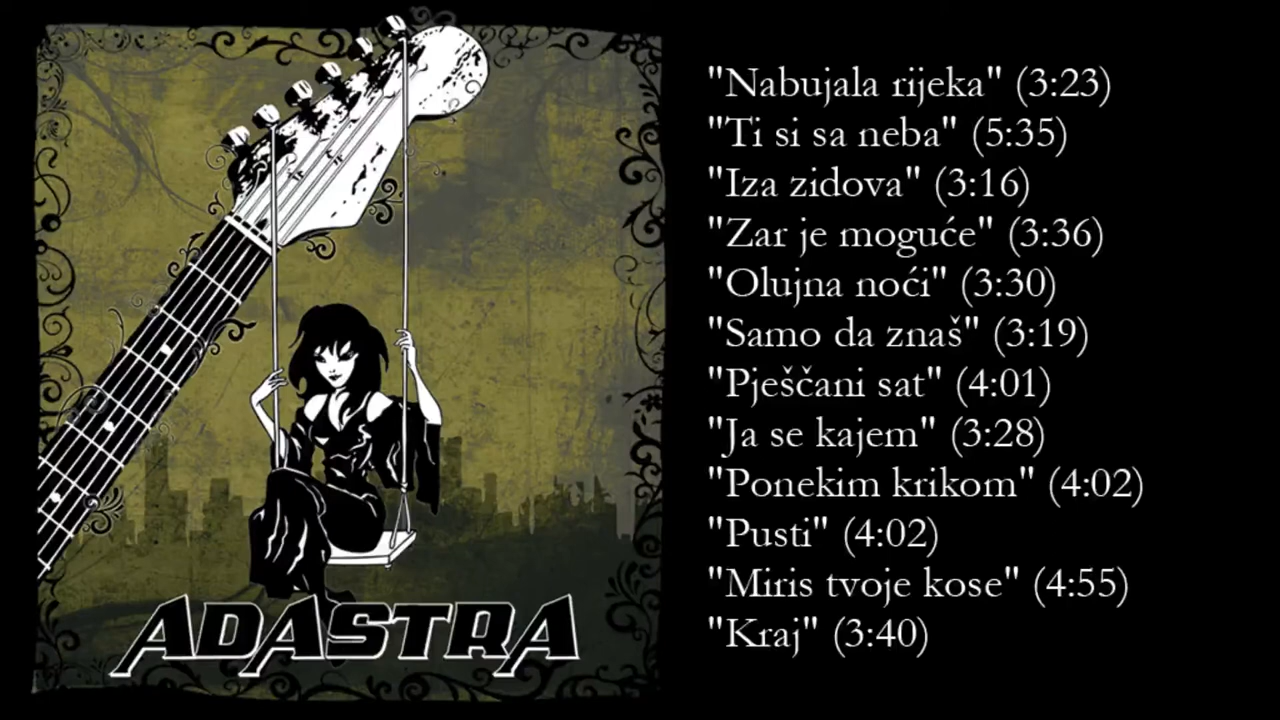 ADASTRA
"Nabujala rijeka" (3:23)
"Ti si sa neba" (5:35)
"Iza zidova" (3:16)
"Zar je moguće" (3:36)
"Olujna noći" (3:30)
"Samo da znaš" (3:19)
"Pješčani sat" (4:01)
"Ja se kajem" (3:28)
"Ponekim krikom" (4:02)
"Pusti" (4:02)
"Miris tvoje kose" (4:55)
"Kraj" (3:40)